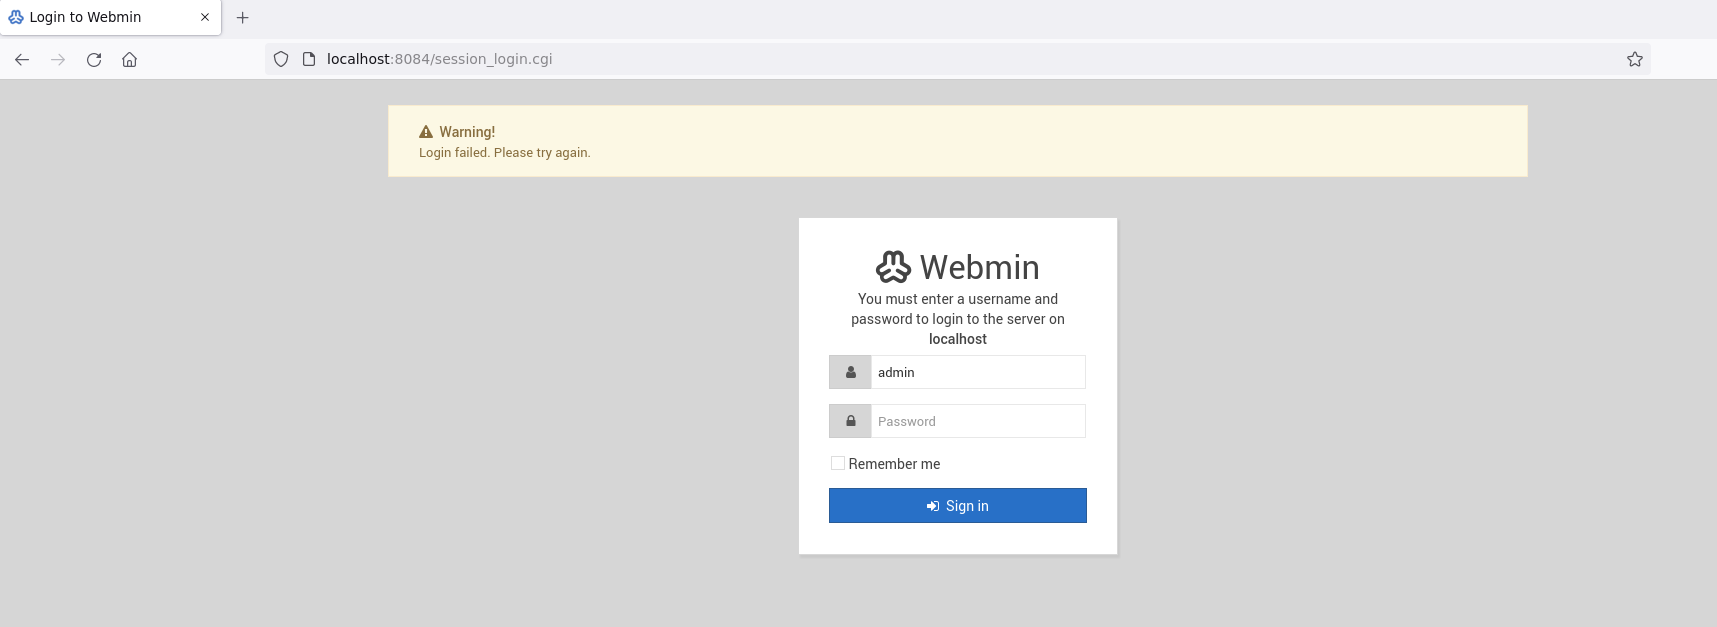 Login to Webmin
localhost:8084/session_login.cgi
Warning!
Login failed. Please try again.
Webmin
You must enter a username and
password to login to the server on
localhost
admin
Password
Remember me
Sign in